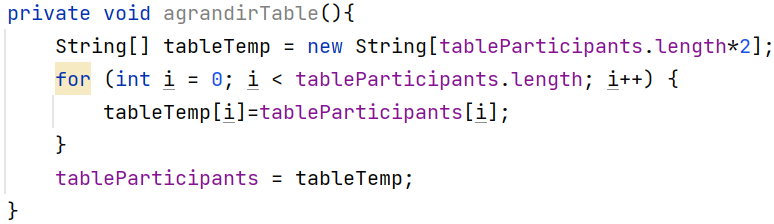 private void agrandirTable(){
    String[] tableTemp = new String[tableParticipants.length*2];
    for (int i = 0; i < tableParticipants.length; i++) {
        tableTemp[i]=tableParticipants[i];
    }
    tableParticipants = tableTemp;
}